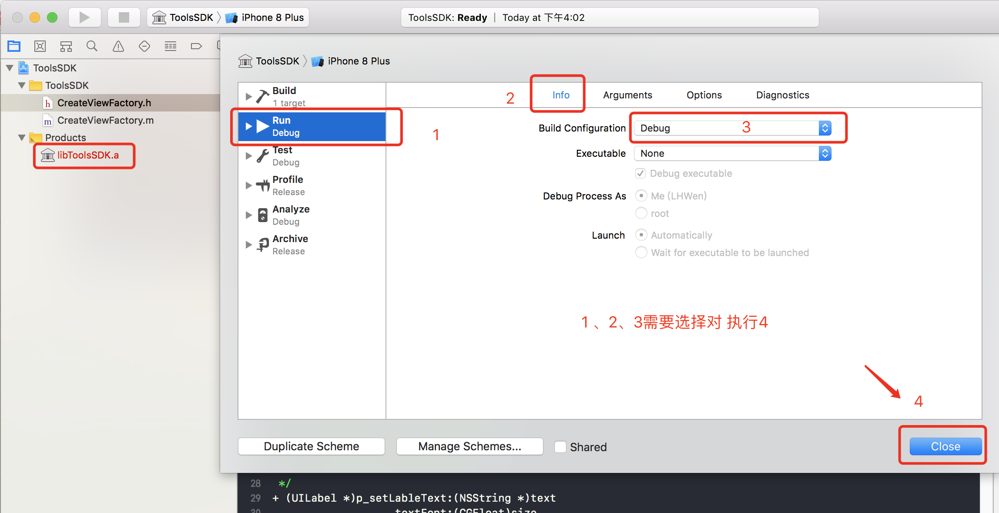 ToolsSDK 〉 iPhone 8 Plus
ToolsSDK: Ready | Today at 下午4:02
ToolsSDK
ToolsSDK
CreateViewFactory.h
CreateViewFactory.m
Products
libToolsSDK.a
ToolsSDK 〉 iPhone 8 Plus
Build
1 target
Run
Debug
1
Test
Debug
Profile
Release
Analyze
Debug
Archive
Release
2
Info Arguments Options Diagnostics
Build Configuration Debug 3
Executable None
Debug executable
Debug Process As Me (LHWen)
root
Launch Automatically
Wait for executable to be launched
1 、2、3需要选择对 执行4
4
Duplicate Scheme Manage Schemes... Shared Close
28 */
29 + (UILabel *)p_setLableText:(NSString *)text
30 textFont:(CGFloat)size